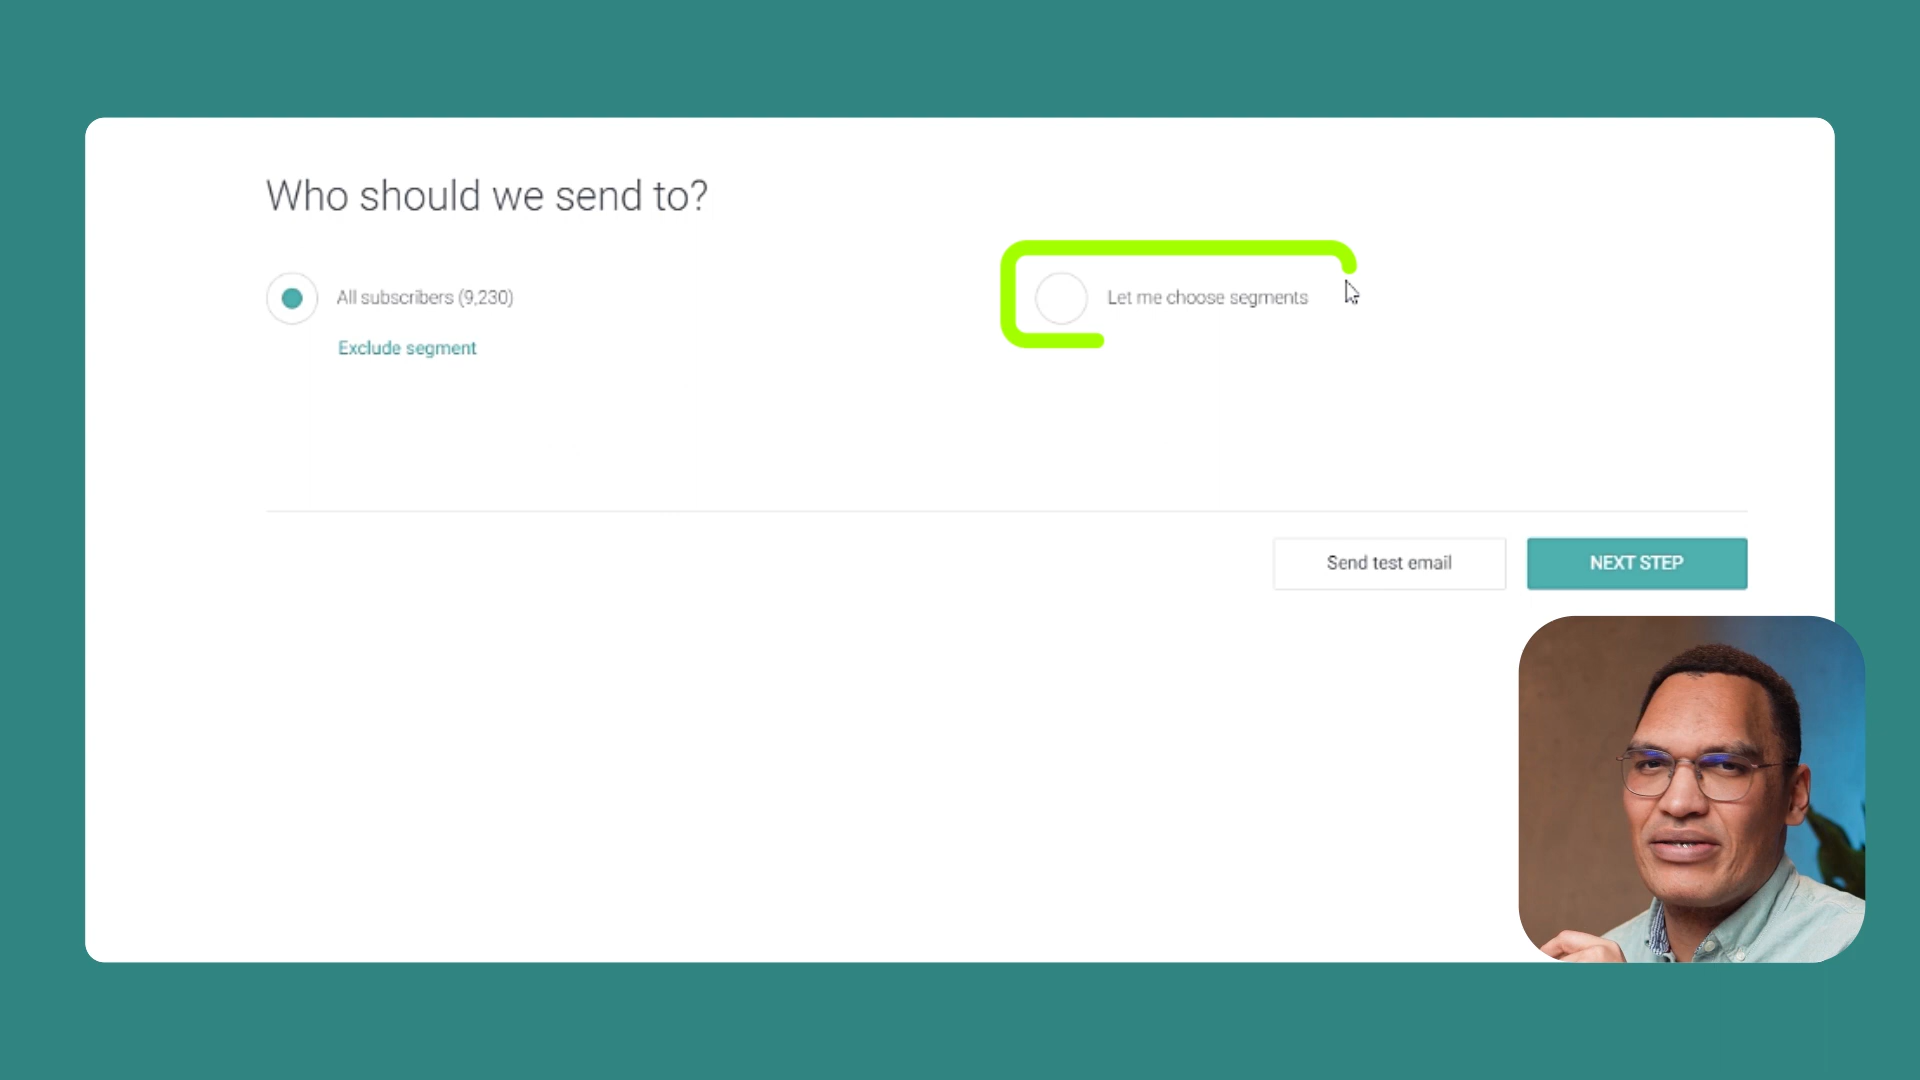 Who should we send to?
All subscribers (9,230)
Let me choose segments
Exclude segment
Send test email
NEXT STEP